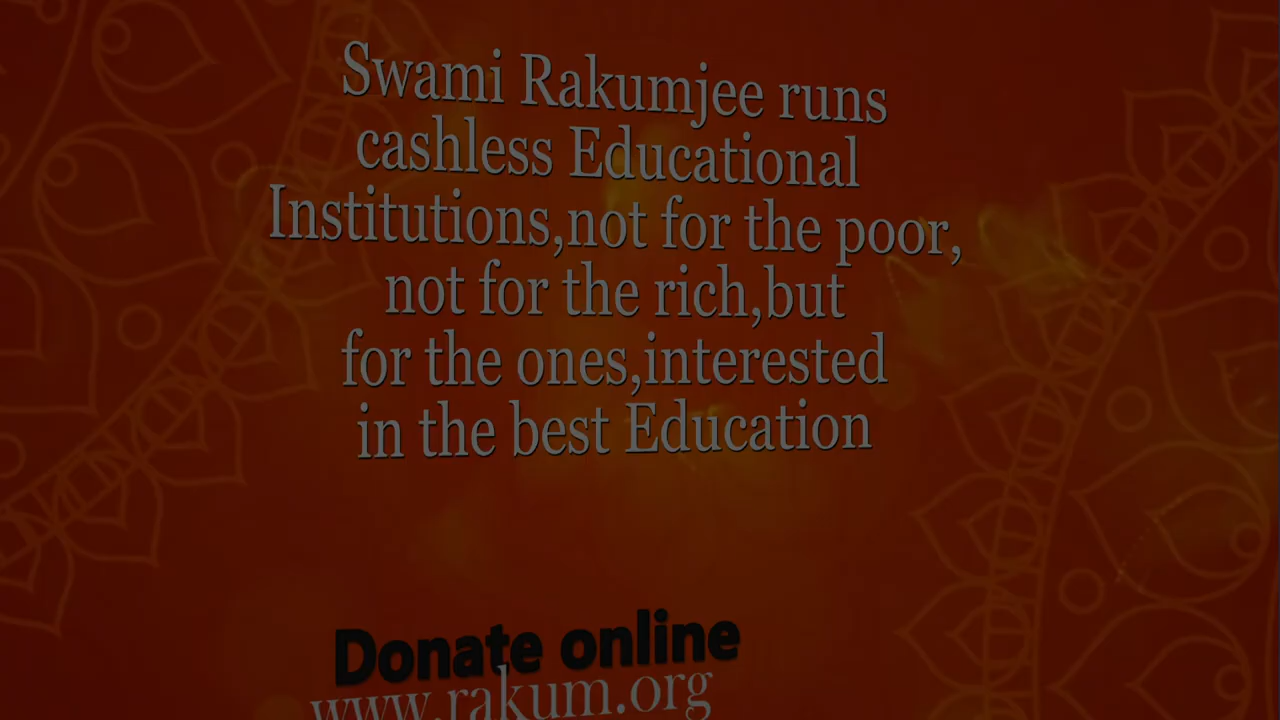 Swami Rakumjee runs
cashless Educational
Institutions,not for the poor,
not for the rich,but
for the ones,interested
in the best Education
Donate online
www.rakum.org